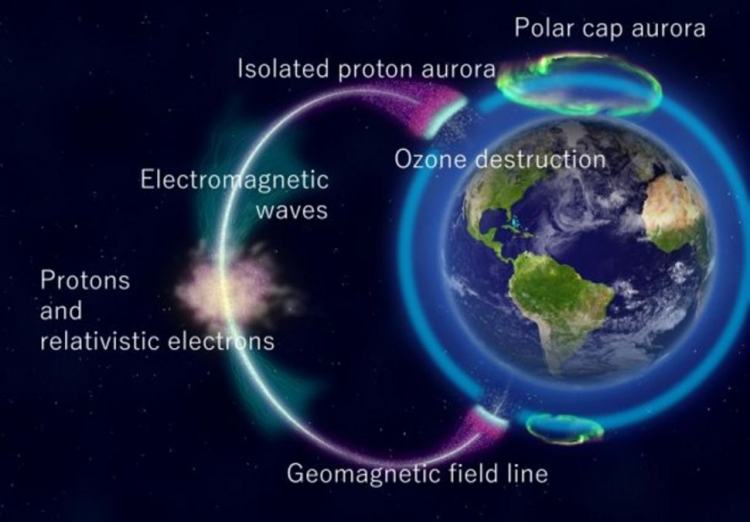 Polar cap aurora
Isolated proton aurora
Ozone destruction
Electromagnetic
waves
Protons
and
relativistic electrons
Geomagnetic field line